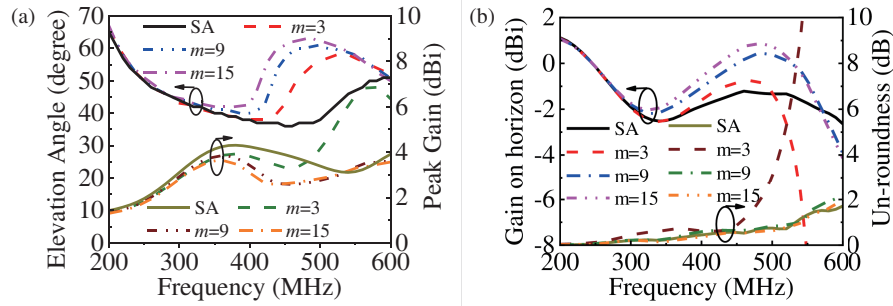 (a)
Elevation Angle (degree)
70
60
50
40
30
20
10
0
SA
m=3
m=9
m=15
SA
m=3
m=9
m=15
10
8
6
4
2
0
Peak Gain (dBi)
200
300
400
500
600
Frequency (MHz)
(b)
Gain on horizon (dBi)
2
0
-2
-4
-6
-8
SA
m=3
m=9
m=15
SA
m=3
m=9
m=15
10
8
6
4
2
0
Un-roundness (dB)
200
300
400
500
600
Frequency (MHz)